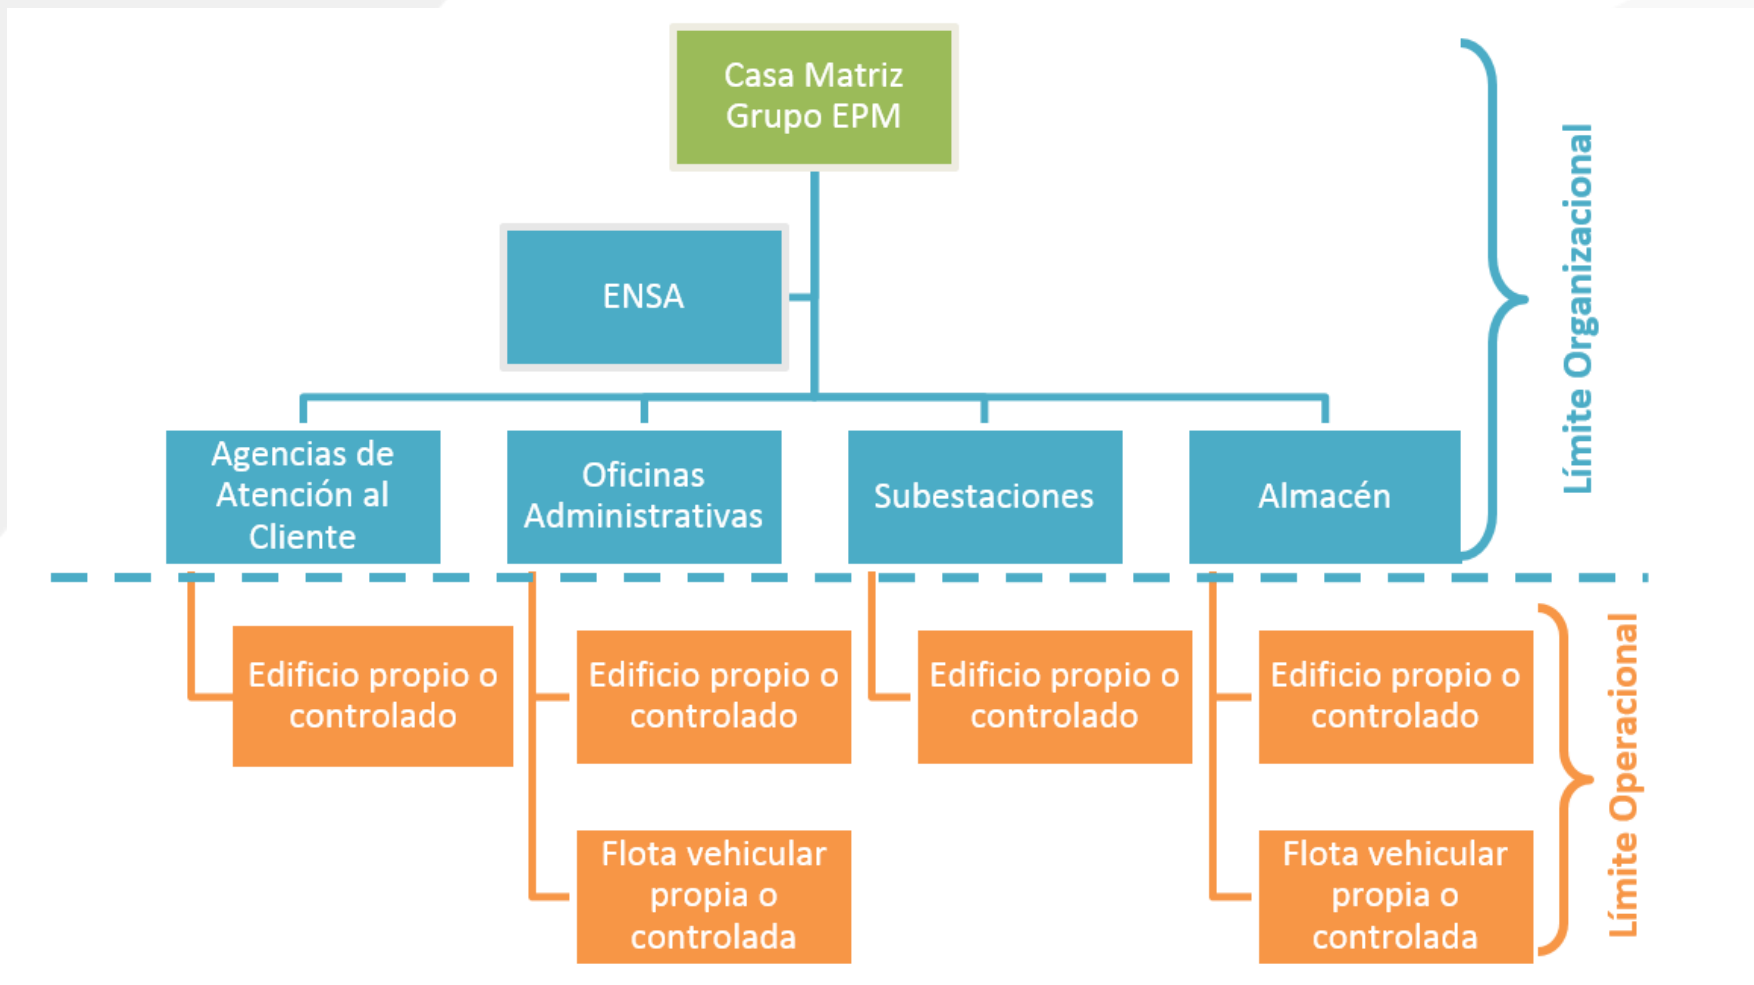 Casa Matriz
Grupo EPM
ENSA
Agencias de
Atención al
Cliente
Oficinas
Administrativas
Subestaciones
Almacén
Límite Organizacional
Edificio propio o
controlado
Edificio propio o
controlado
Edificio propio o
controlado
Edificio propio o
controlado
Flota vehicular
propia o
controlada
Flota vehicular
propia o
controlada
Límite Operacional